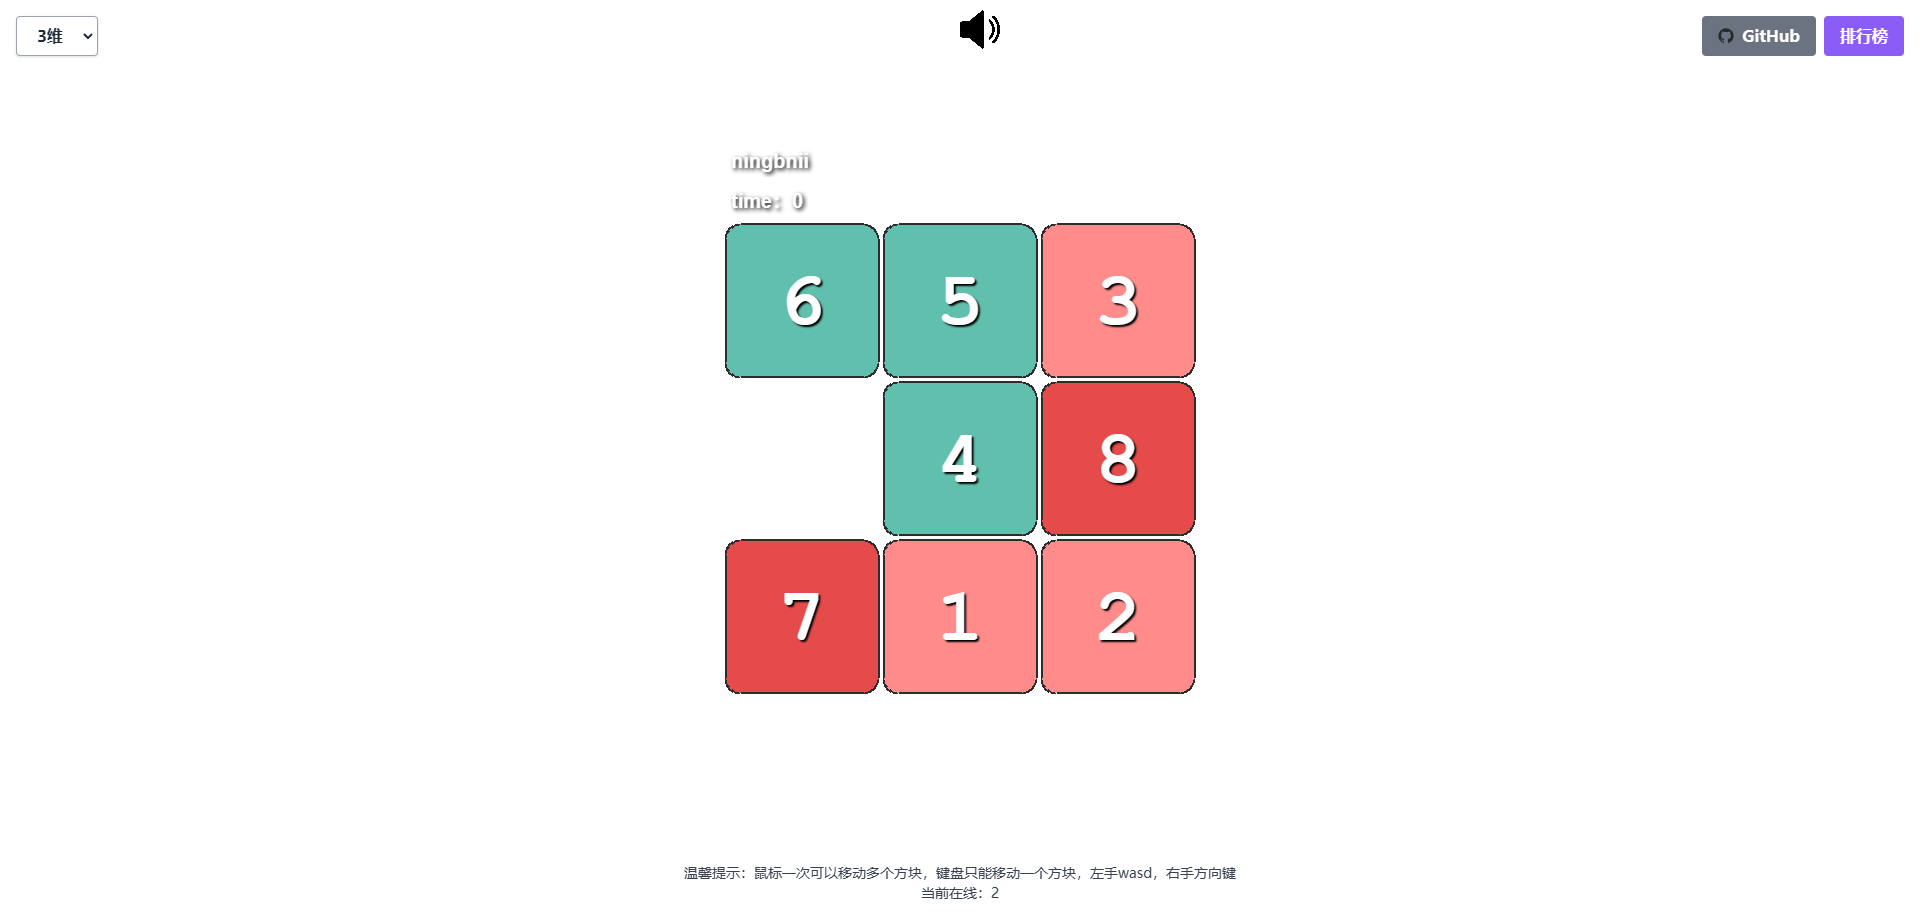 3维
GitHub
排行榜
ningbnii
time: 0
6 5 3
4 8
7 1 2
温馨提示：鼠标一次可以移动多个方块，键盘只能移动一个方块，左手wasd，右手方向键
当前在线：2